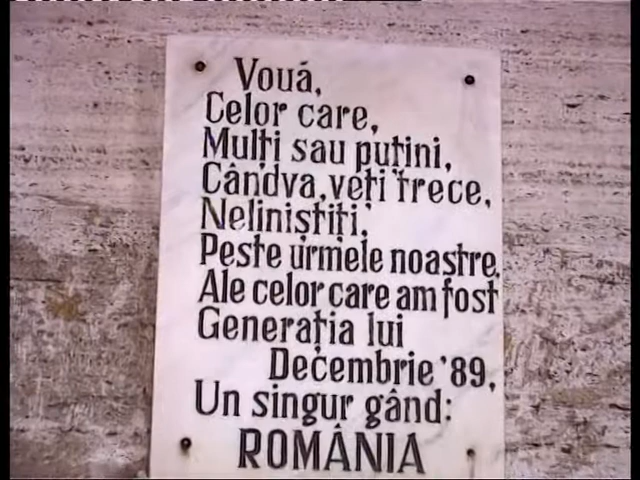 Vouă,
Celor care,
Mulți sau puțini,
Cândva, veți trece,
Neliniștiți,
Peste urmele noastre.
Ale celor care am fost
Generația lui
Decembrie '89,
Un singur gând:
ROMÂNIA